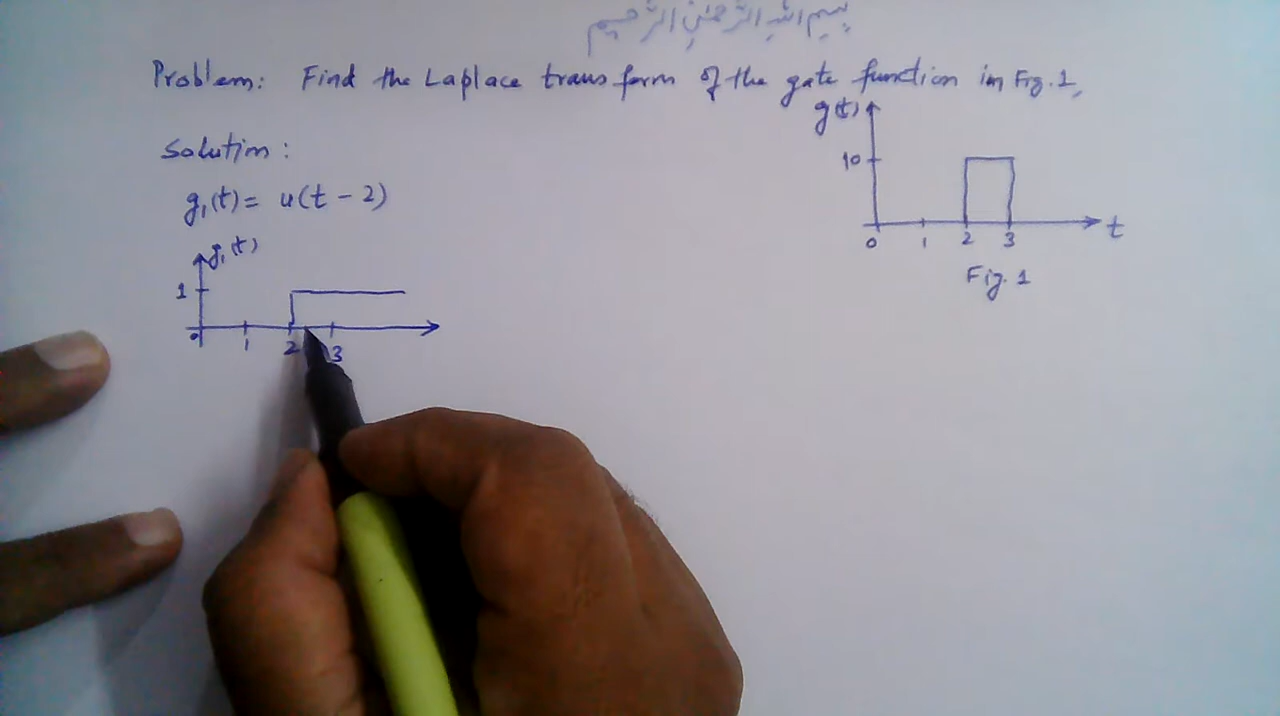 بسم الله الرحمٰن الرحيم
Problem: Find the Laplace transform of the gate function in Fig. 1,
g(t)
10
0 1 2 3 t
Fig. 1
Solution:
g₁(t) = u(t - 2)
g₁(t)
1
0 1 2 3